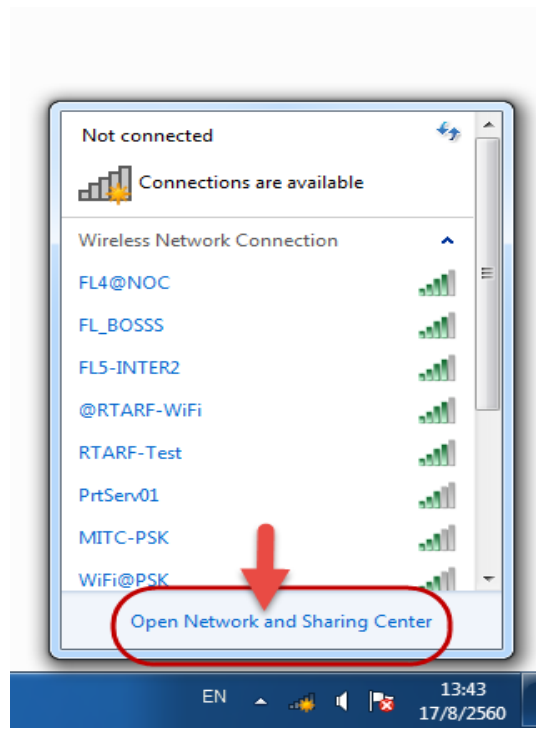 Not connected
Connections are available
Wireless Network Connection
FL4@NOC
FL_BOSSS
FL5-INTER2
@RTARF-WiFi
RTARF-Test
PrtServ01
MITC-PSK
WiFi@PSK
Open Network and Sharing Center
EN
13:43
17/8/2560